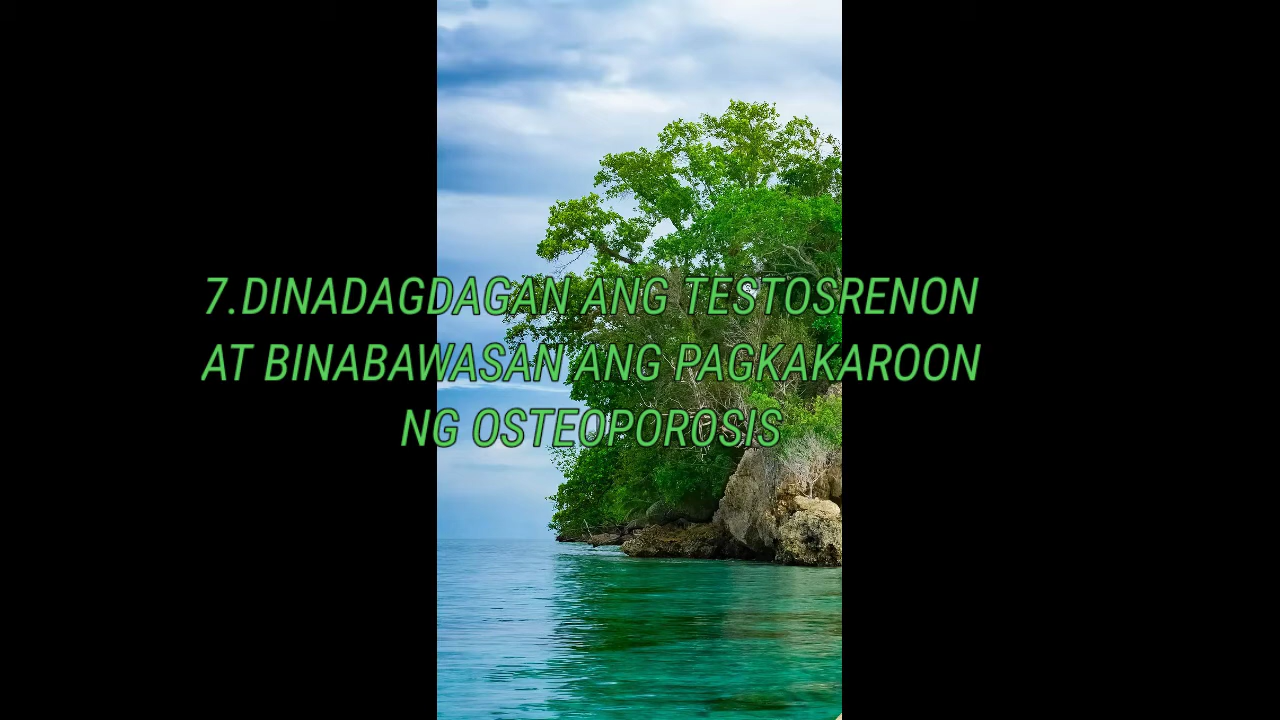 7.DINADAGDAGAN ANG TESTOSRENON
AT BINABAWASAN ANG PAGKAKAROON
NG OSTEOPOROSIS